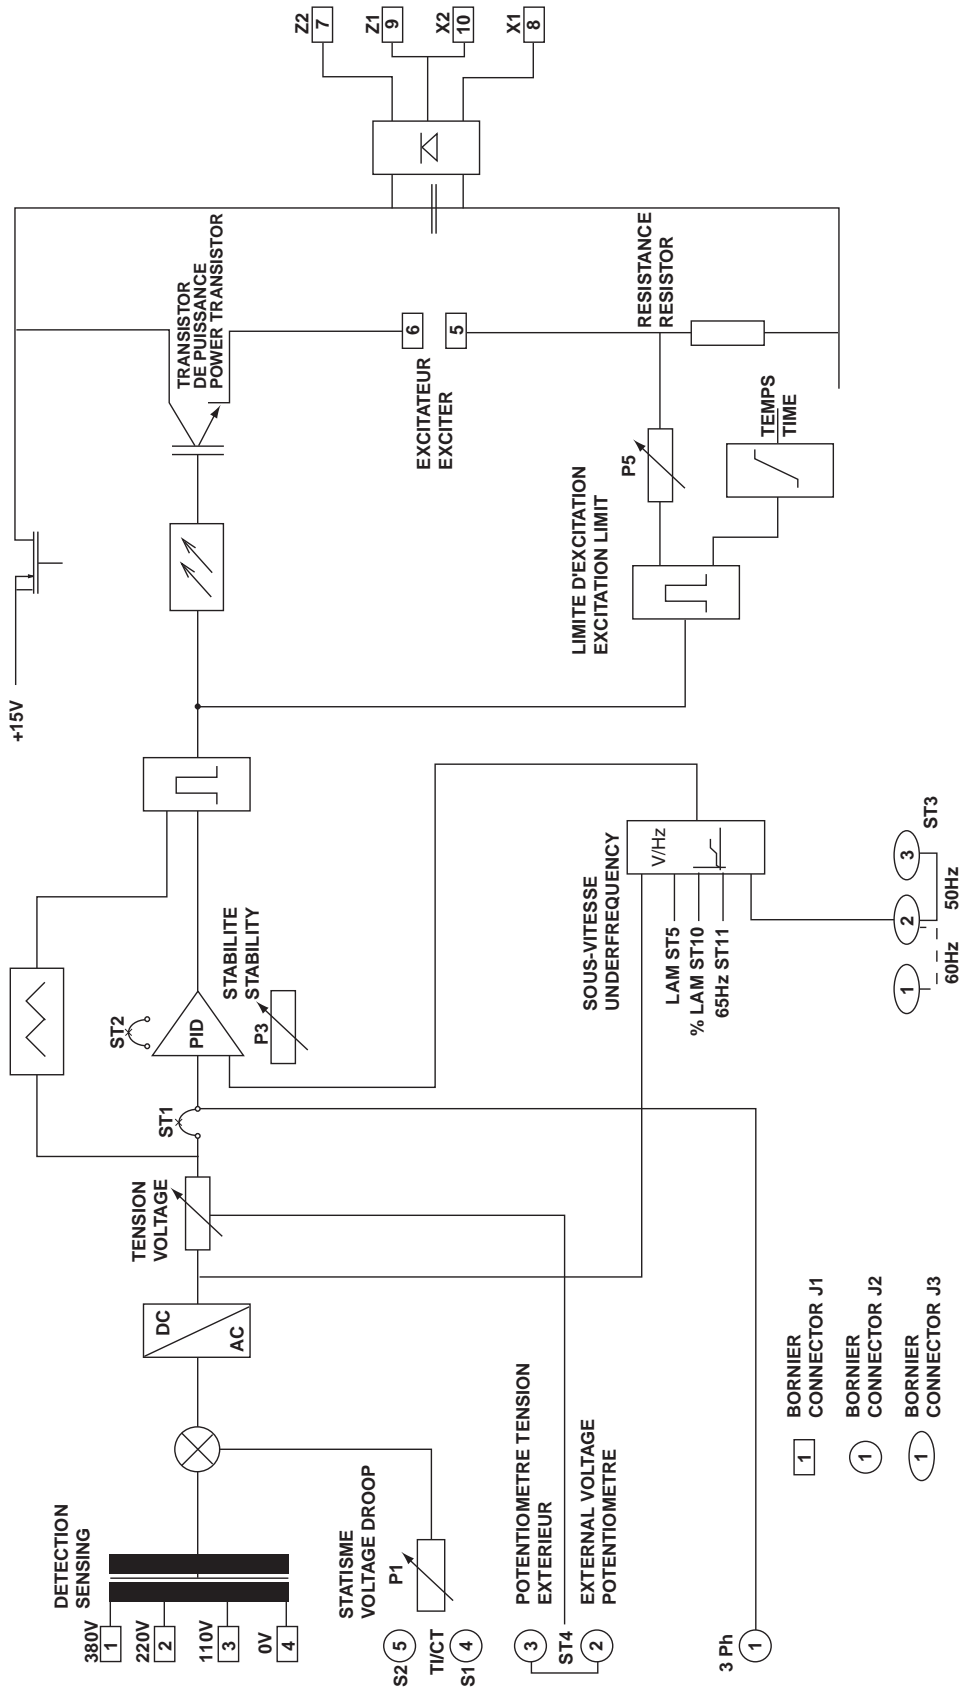 DETECTION
SENSING
380V
1
220V
2
110V
3
0V
4
DC
AC
TENSION
VOLTAGE
ST1
ST2
PID
STABILITE
STABILITY
P3
+15V
TRANSISTOR
DE PUISSANCE
POWER TRANSISTOR
Z2
7
Z1
9
X2
10
X1
8
STATISME
VOLTAGE DROOP
P1
S2
5
TI/CT
S1
4
EXCITATEUR
EXCITER
6
5
RESISTANCE
RESISTOR
LIMITE D'EXCITATION
EXCITATION LIMIT
P5
TEMPS
TIME
POTENTIOMETRE TENSION
EXTERIEUR
3
ST4
2
EXTERNAL VOLTAGE
POTENTIOMETRE
SOUS-VITESSE
UNDERFREQUENCY
V/Hz
LAM ST5
% LAM ST10
65Hz ST11
3 Ph
1
1
2
3
ST3
60Hz
50Hz
1
BORNIER
CONNECTOR J1
1
BORNIER
CONNECTOR J2
1
BORNIER
CONNECTOR J3